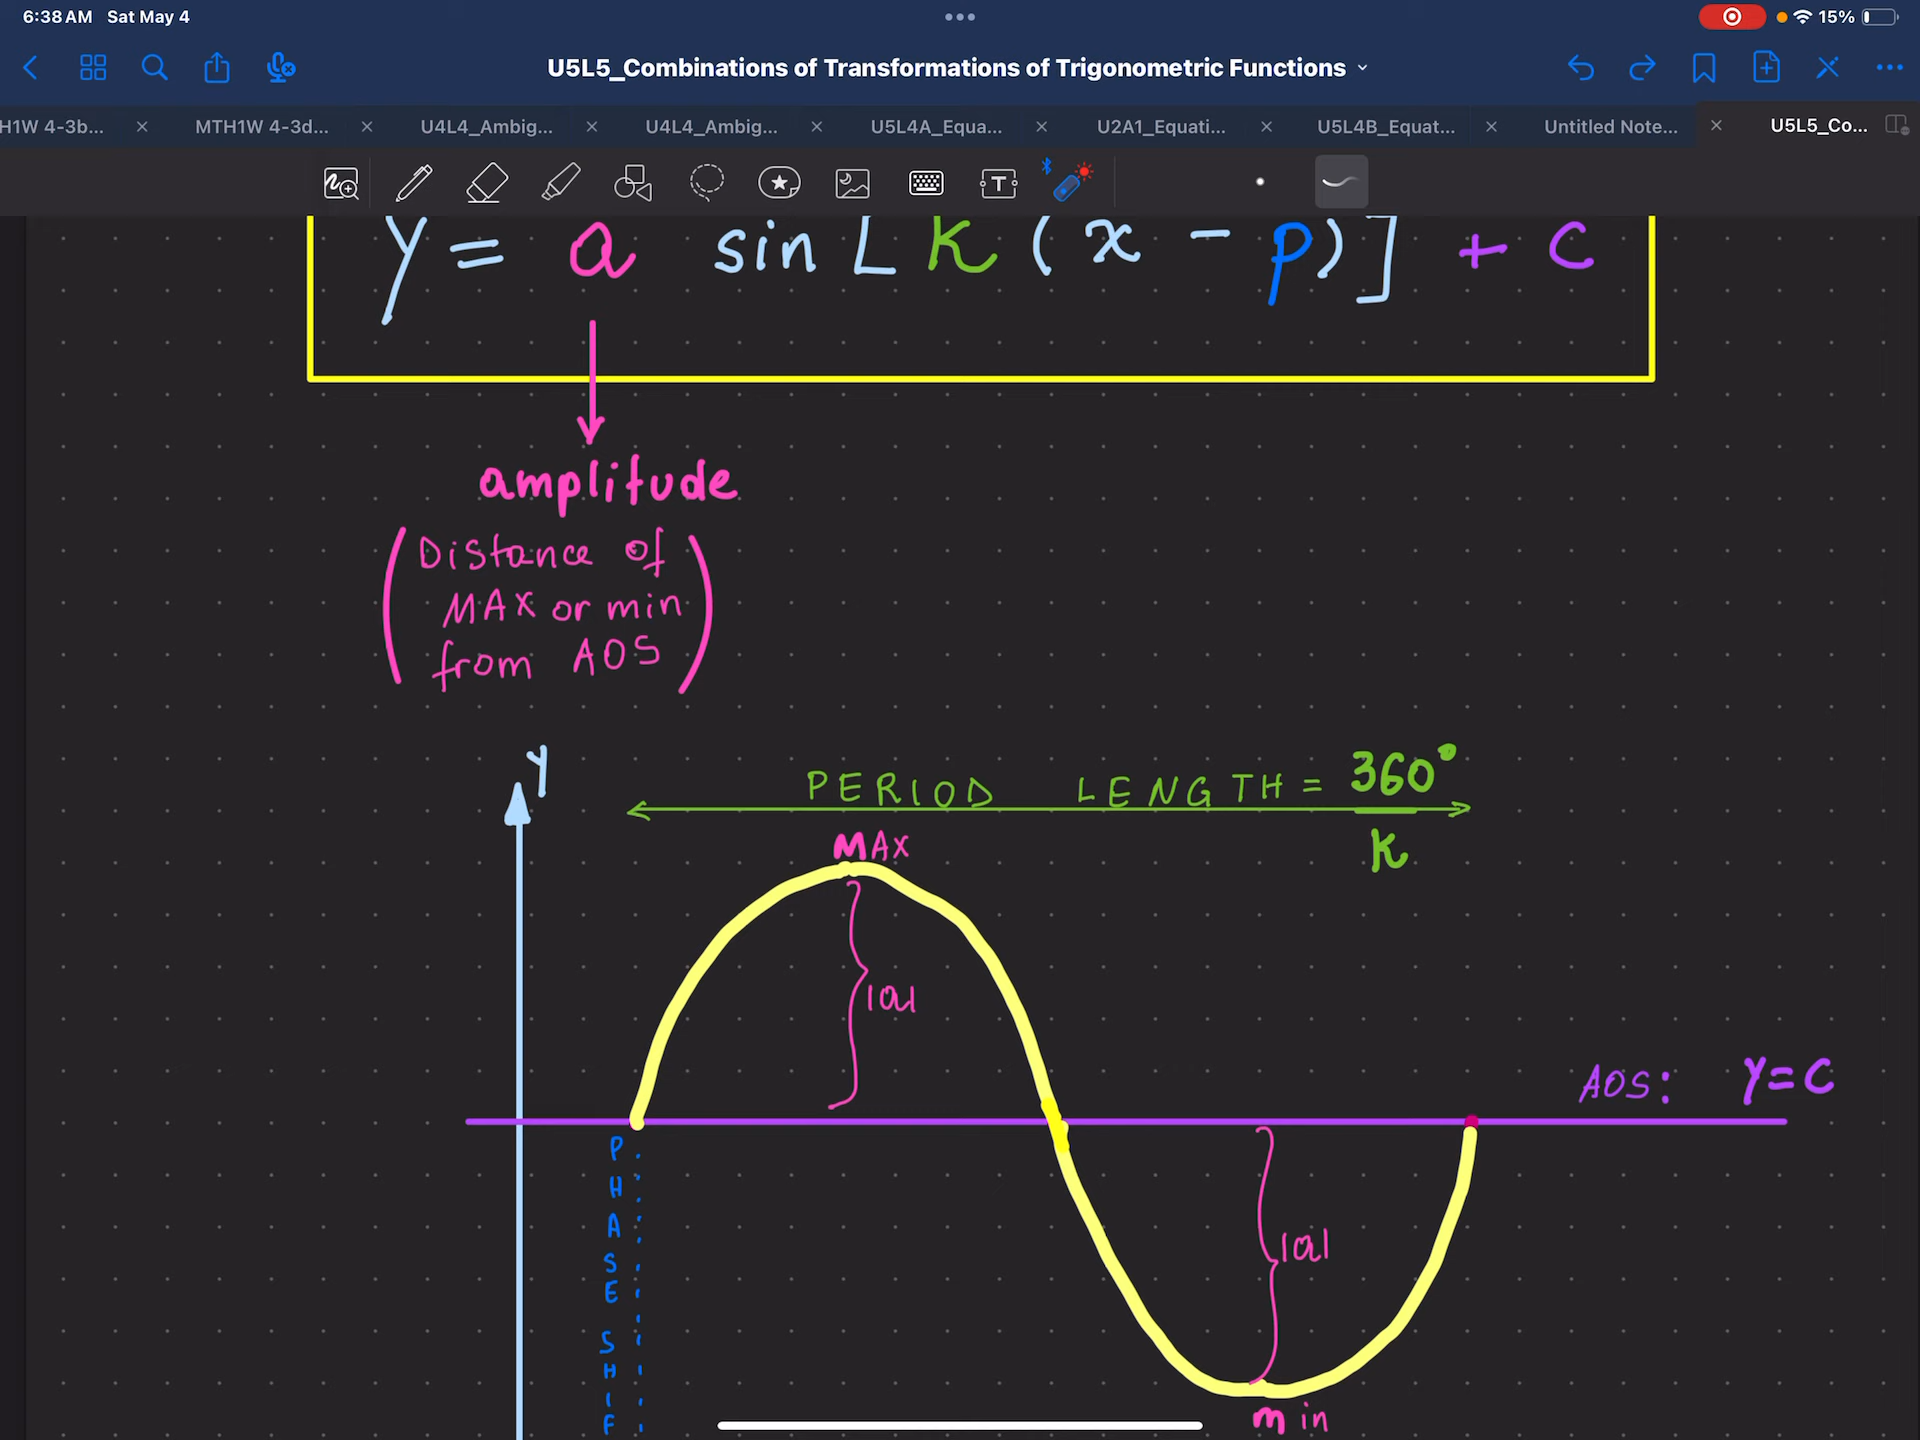 6:38 AM Sat May 4
15%
U5L5_Combinations of Transformations of Trigonometric Functions
H1W 4-3b... MTH1W 4-3d... U4L4_Ambig... U4L4_Ambig... U5L4A_Equa... U2A1_Equati... U5L4B_Equat... Untitled Note... U5L5_Co...
y = a sin [ k ( x - p ) ] + c
amplitude
( Distance of
MAX or min
from AOS )
Y
PERIOD LENGTH = 360°
k
MAX
|a|
AOS: y = c
PHASE SHIF
|a|
min